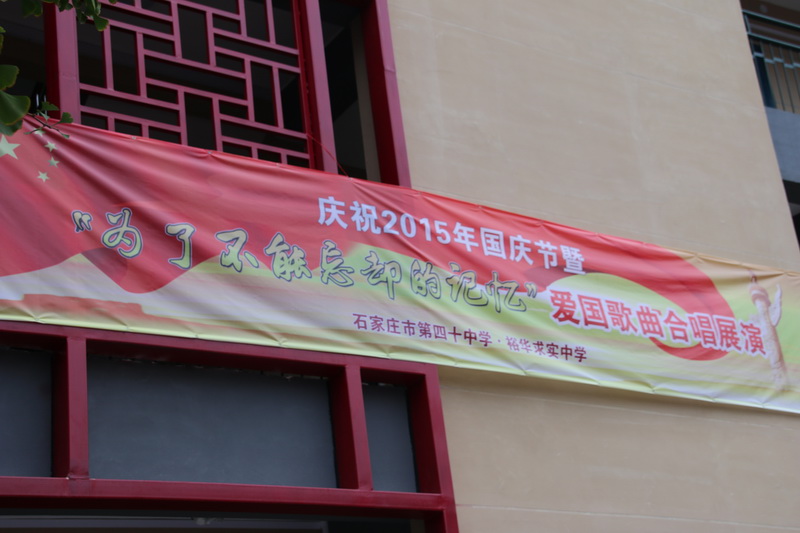 庆祝2015年国庆节暨
“为了不能忘却的记忆”爱国歌曲合唱展演
石家庄市第四十中学·裕华求实中学